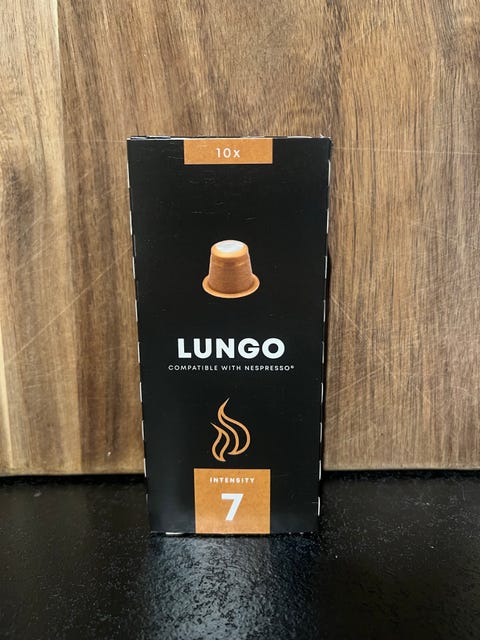 10x
LUNGO
COMPATIBLE WITH NESPRESSO®
INTENSITY
7